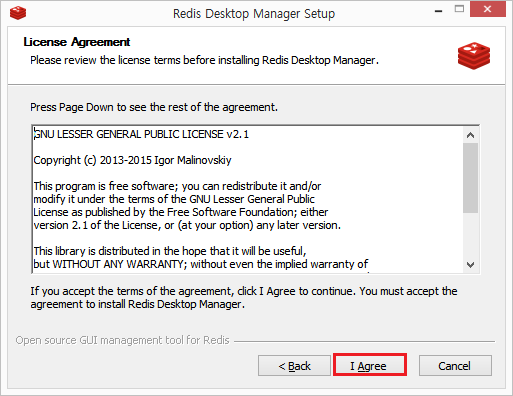 Redis Desktop Manager Setup
License Agreement
Please review the license terms before installing Redis Desktop Manager.
Press Page Down to see the rest of the agreement.
GNU LESSER GENERAL PUBLIC LICENSE v2.1
Copyright (c) 2013-2015 Igor Malinovskiy
This program is free software; you can redistribute it and/or
modify it under the terms of the GNU Lesser General Public
License as published by the Free Software Foundation; either
version 2.1 of the License, or (at your option) any later version.
This library is distributed in the hope that it will be useful,
but WITHOUT ANY WARRANTY; without even the implied warranty of
If you accept the terms of the agreement, click I Agree to continue. You must accept the
agreement to install Redis Desktop Manager.
Open source GUI management tool for Redis
< Back
I Agree
Cancel